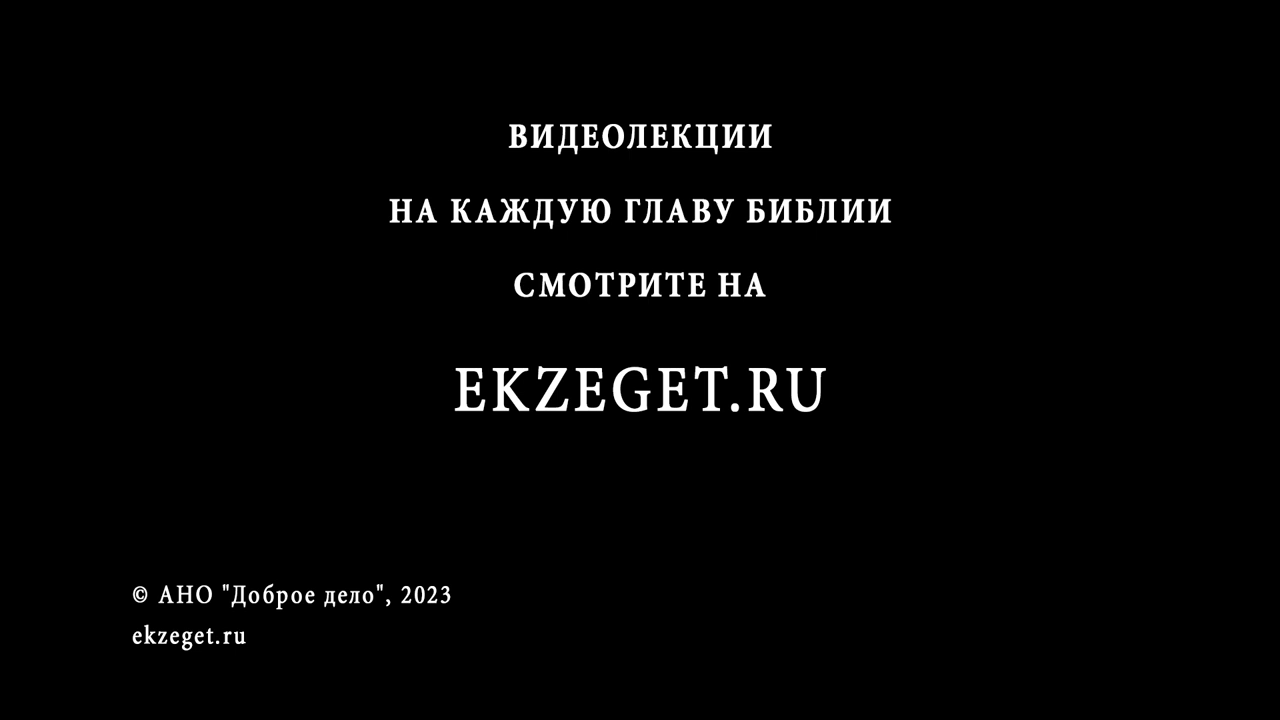 ВИДЕОЛЕКЦИИ
НА КАЖДУЮ ГЛАВУ БИБЛИИ
СМОТРИТЕ НА
EKZEGET.RU
© АНО "Доброе дело", 2023
ekzeget.ru